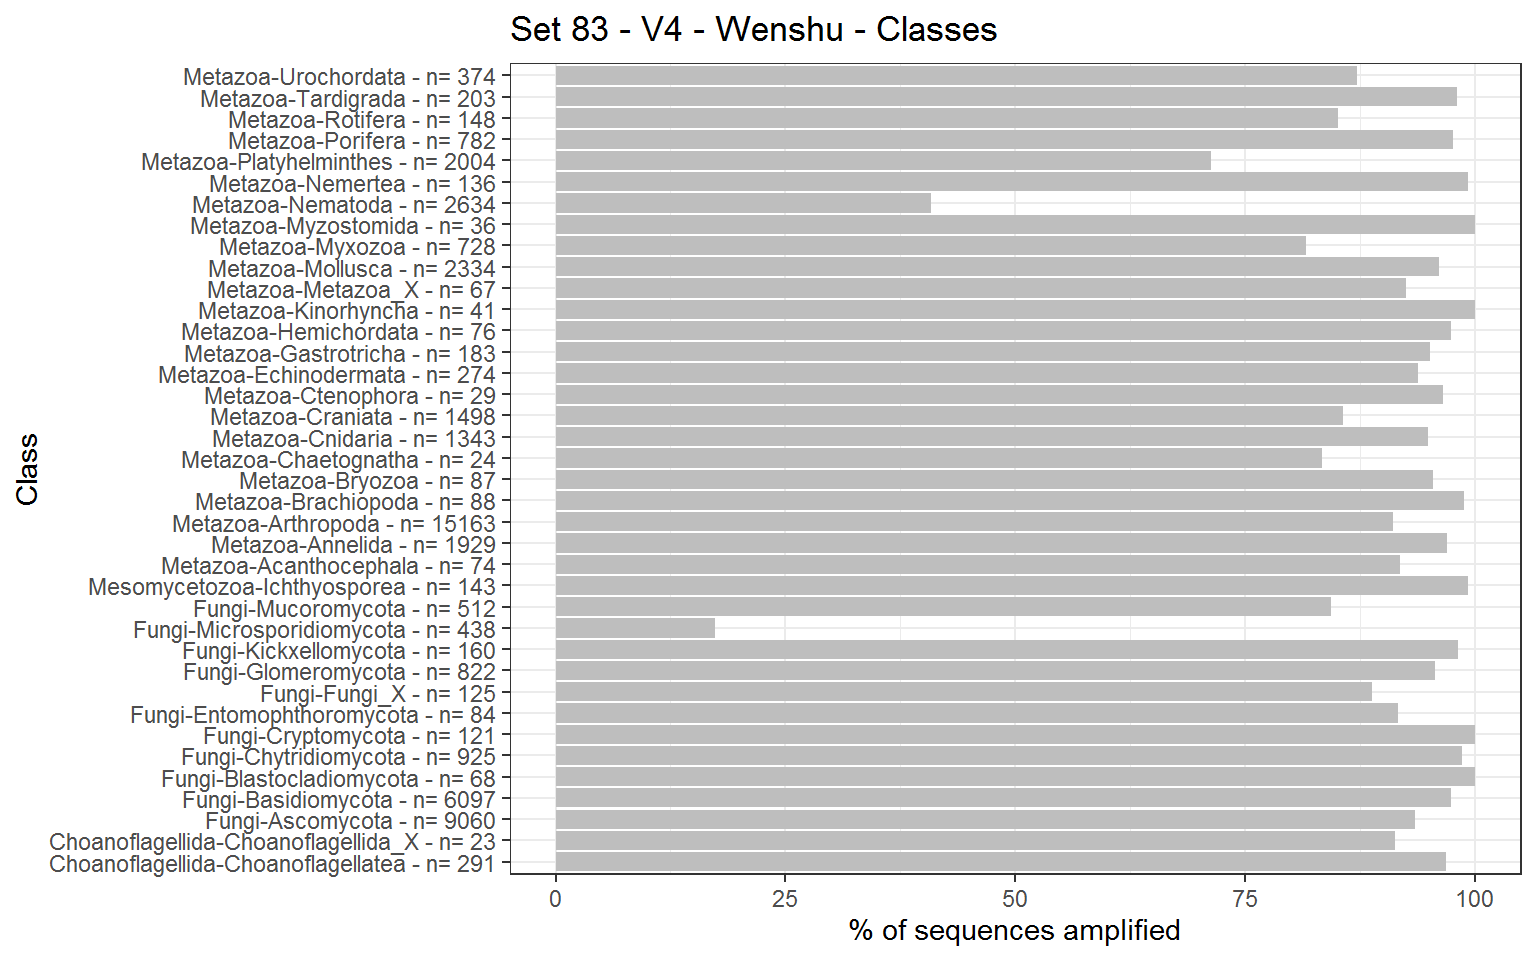 Set 83 - V4 - Wenshu - Classes
Class
Metazoa-Urochordata - n= 374
Metazoa-Tardigrada - n= 203
Metazoa-Rotifera - n= 148
Metazoa-Porifera - n= 782
Metazoa-Platyhelminthes - n= 2004
Metazoa-Nemertea - n= 136
Metazoa-Nematoda - n= 2634
Metazoa-Myzostomida - n= 36
Metazoa-Myxozoa - n= 728
Metazoa-Mollusca - n= 2334
Metazoa-Metazoa_X - n= 67
Metazoa-Kinorhyncha - n= 41
Metazoa-Hemichordata - n= 76
Metazoa-Gastrotricha - n= 183
Metazoa-Echinodermata - n= 274
Metazoa-Ctenophora - n= 29
Metazoa-Craniata - n= 1498
Metazoa-Cnidaria - n= 1343
Metazoa-Chaetognatha - n= 24
Metazoa-Bryozoa - n= 87
Metazoa-Brachiopoda - n= 88
Metazoa-Arthropoda - n= 15163
Metazoa-Annelida - n= 1929
Metazoa-Acanthocephala - n= 74
Mesomycetozoa-Ichthyosporea - n= 143
Fungi-Mucoromycota - n= 512
Fungi-Microsporidiomycota - n= 438
Fungi-Kickxellomycota - n= 160
Fungi-Glomeromycota - n= 822
Fungi-Fungi_X - n= 125
Fungi-Entomophthoromycota - n= 84
Fungi-Cryptomycota - n= 121
Fungi-Chytridiomycota - n= 925
Fungi-Blastocladiomycota - n= 68
Fungi-Basidiomycota - n= 6097
Fungi-Ascomycota - n= 9060
Choanoflagellida-Choanoflagellida_X - n= 23
Choanoflagellida-Choanoflagellatea - n= 291
0 25 50 75 100
% of sequences amplified